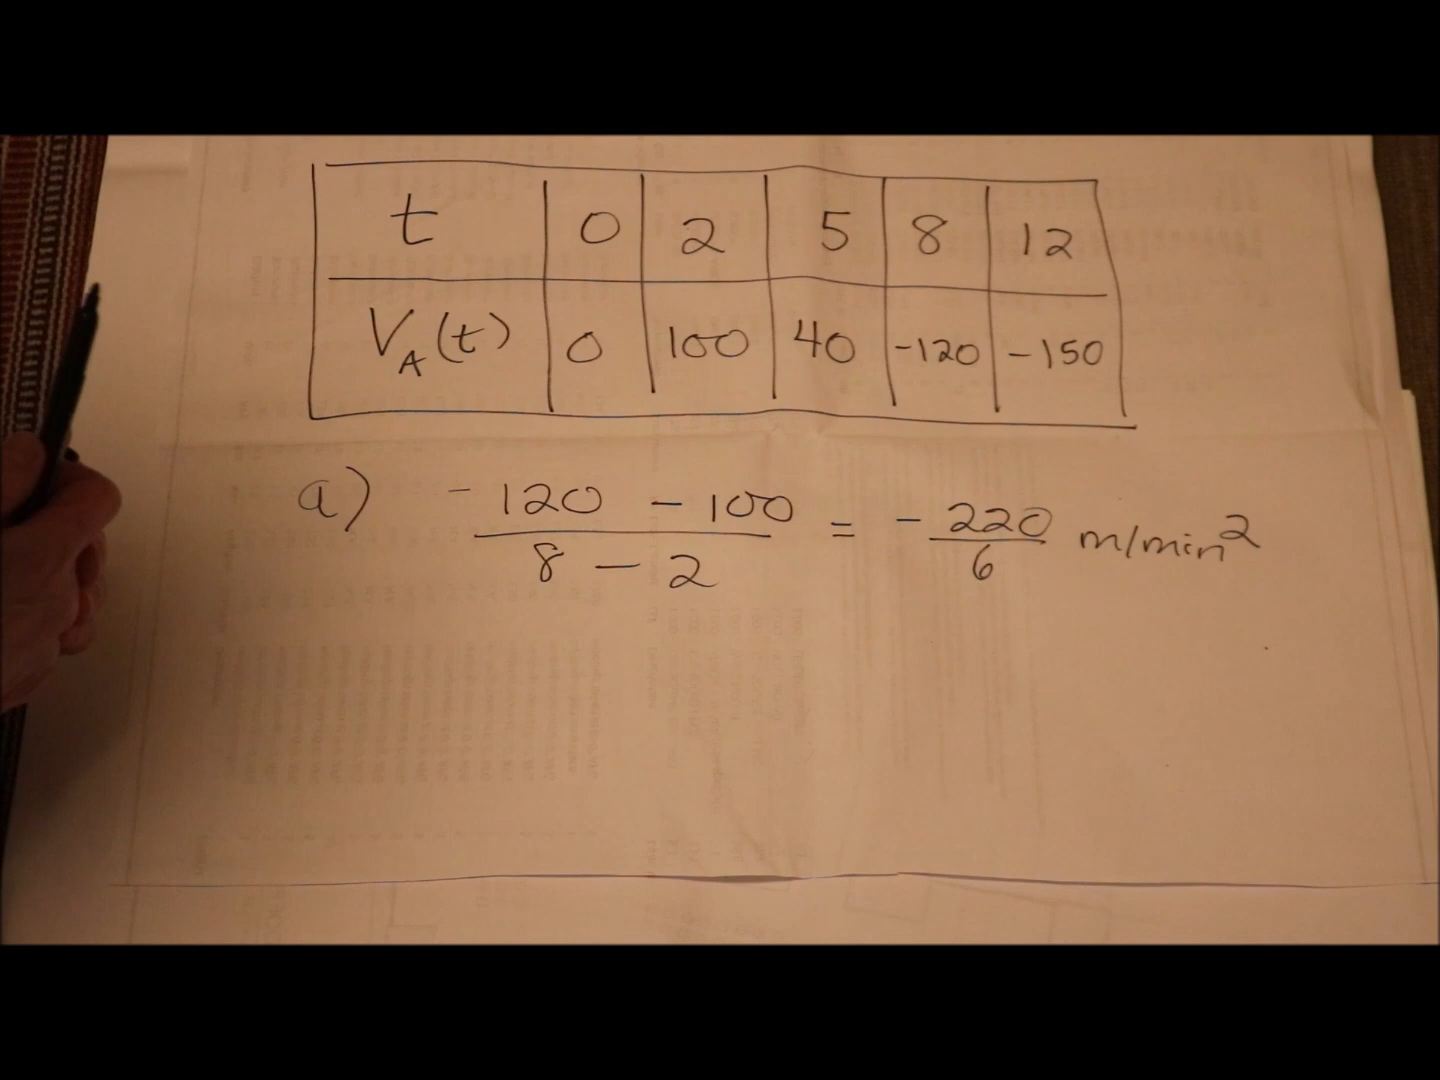 t 0 2 5 8 12
V_A(t) 0 100 40 -120 -150
a) -120 - 100 / 8 - 2 = -220 / 6 m/min²